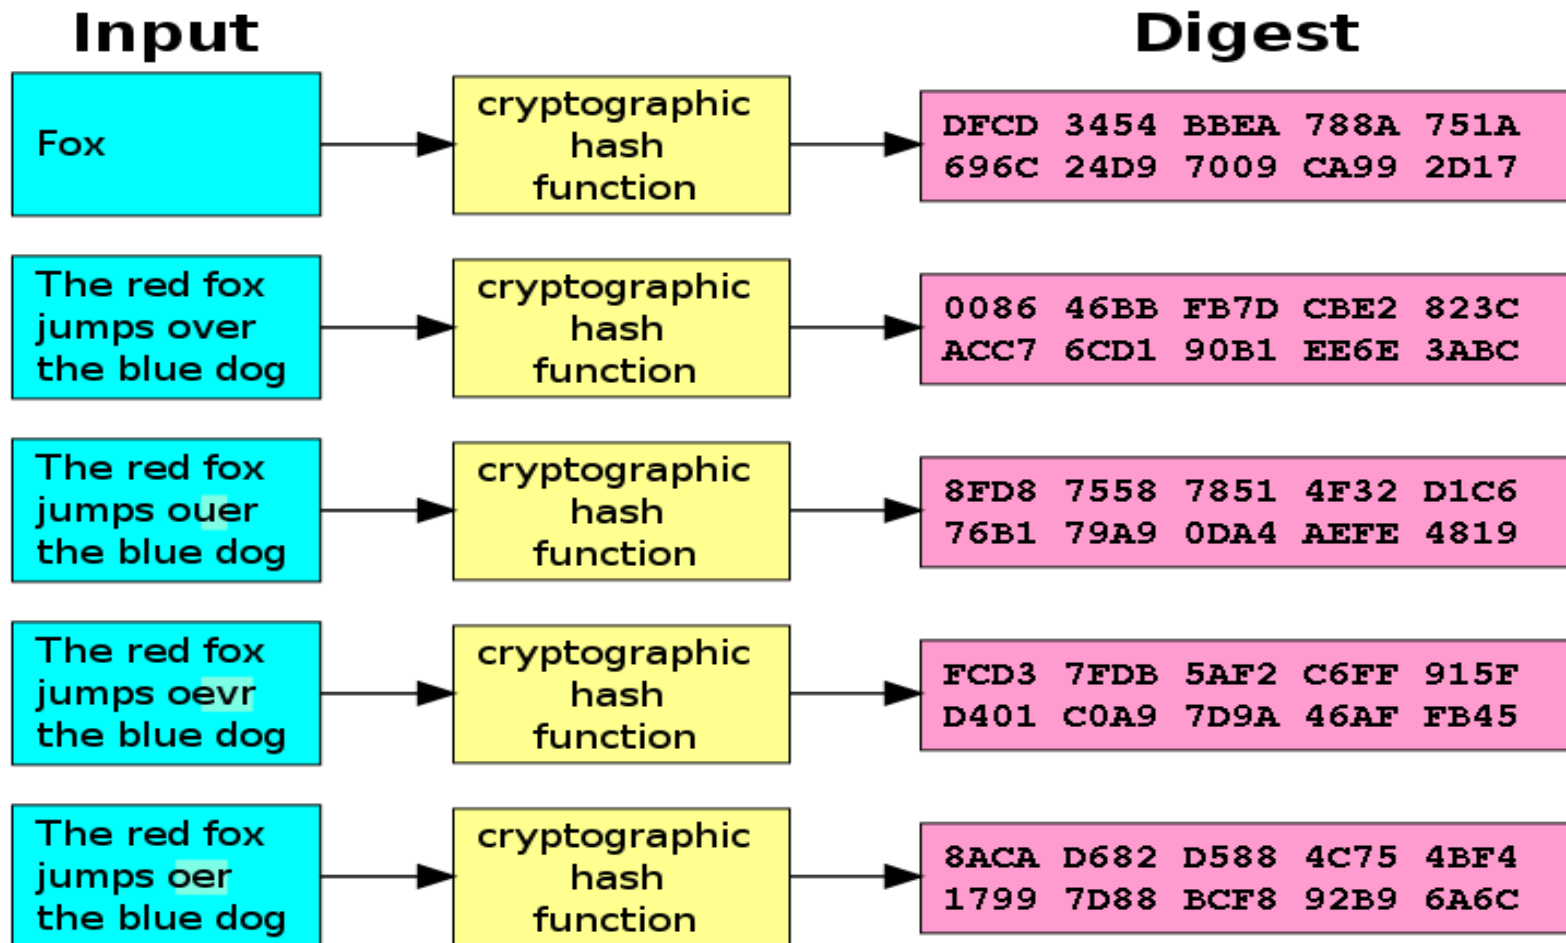 Input
Digest
Fox
cryptographic
hash
function
DFCD 3454 BBEA 788A 751A
696C 24D9 7009 CA99 2D17
The red fox
jumps over
the blue dog
cryptographic
hash
function
0086 46BB FB7D CBE2 823C
ACC7 6CD1 90B1 EE6E 3ABC
The red fox
jumps ouer
the blue dog
cryptographic
hash
function
8FD8 7558 7851 4F32 D1C6
76B1 79A9 0DA4 AEFE 4819
The red fox
jumps oevr
the blue dog
cryptographic
hash
function
FCD3 7FDB 5AF2 C6FF 915F
D401 C0A9 7D9A 46AF FB45
The red fox
jumps oer
the blue dog
cryptographic
hash
function
8ACA D682 D588 4C75 4BF4
1799 7D88 BCF8 92B9 6A6C